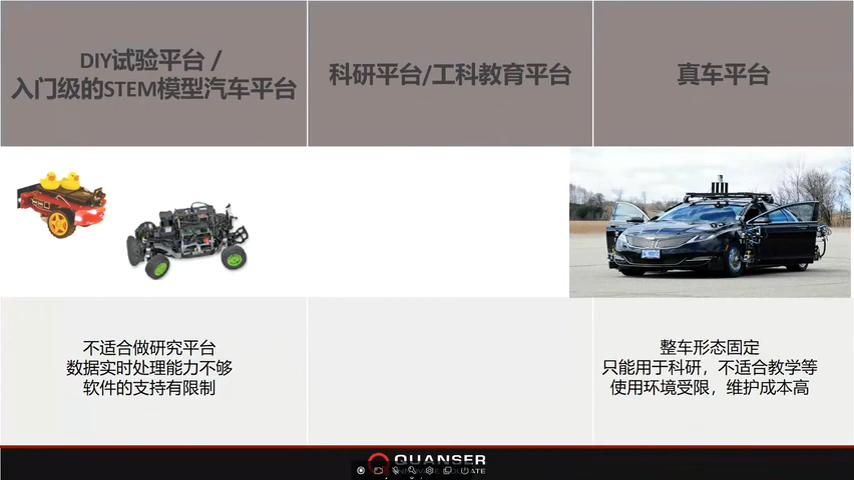 DIY试验平台 /
入门级的STEM模型汽车平台
科研平台/工科教育平台
真车平台
不适合做研究平台
数据实时处理能力不够
软件的支持有限制
整车形态固定
只能用于科研，不适合教学等
使用环境受限，维护成本高
QUANSER